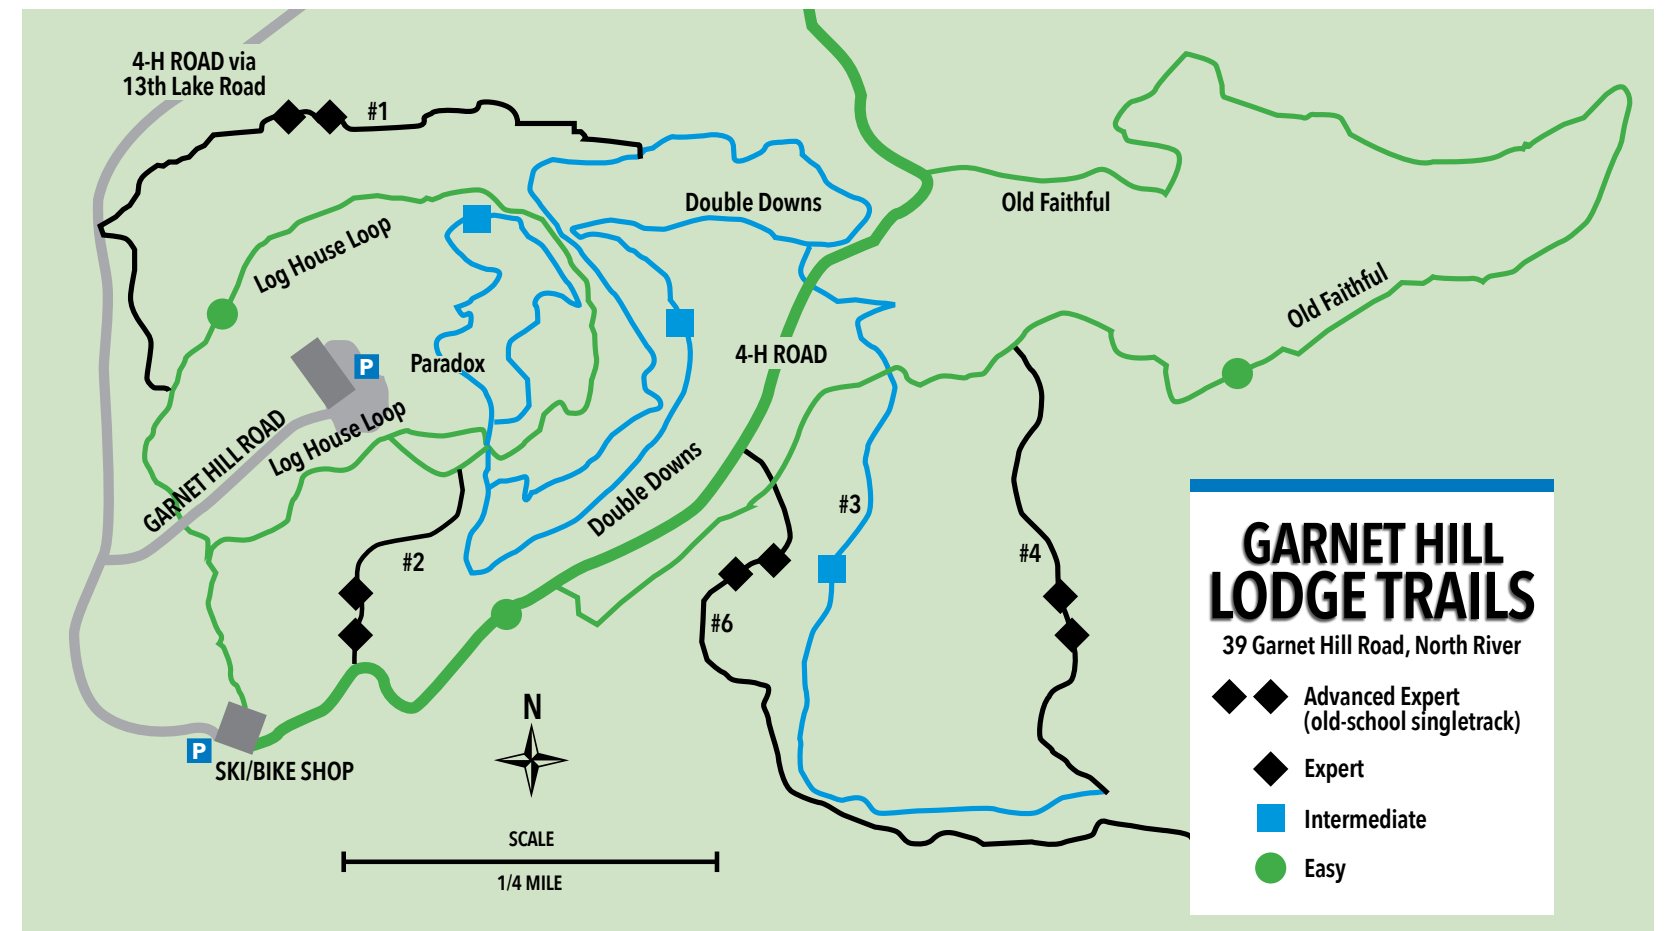 4-H ROAD via
13th Lake Road
#1
Double Downs
Old Faithful
Log House Loop
Old Faithful
4-H ROAD
P
Paradox
Log House Loop
GARNET HILL ROAD
Double Downs
#3
#4
#2
#6
N
P
SKI/BIKE SHOP
SCALE
1/4 MILE
GARNET HILL
LODGE TRAILS
39 Garnet Hill Road, North River
Advanced Expert
(old-school singletrack)
Expert
Intermediate
Easy